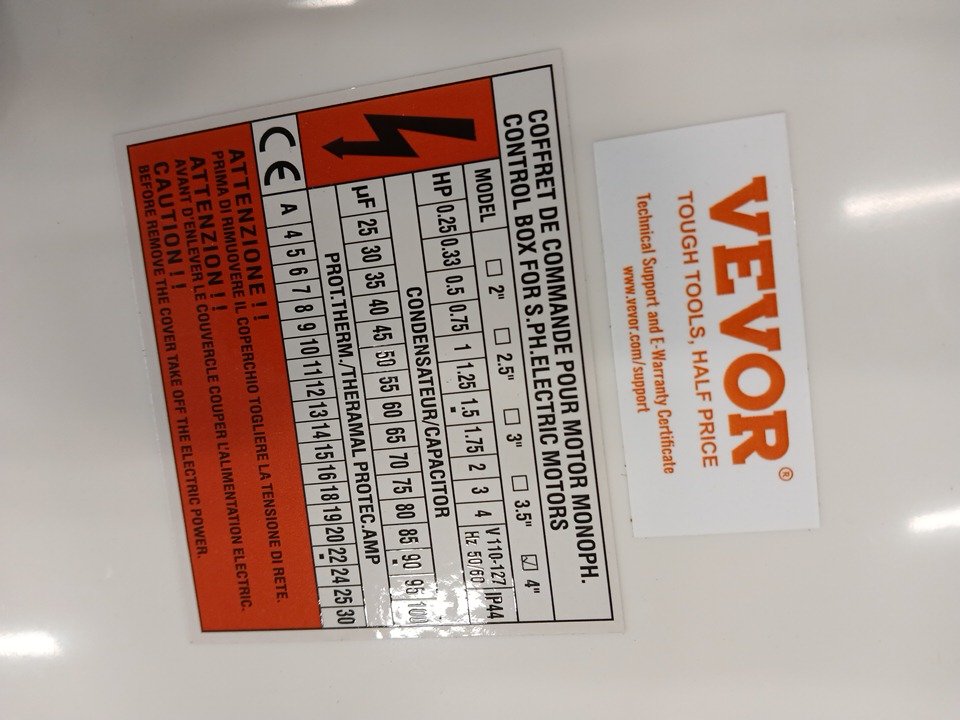 VEVOR®
TOUGH TOOLS, HALF PRICE
Technical Support and E-Warranty Certificate
www.vevor.com/support
COFFRET DE COMMANDE POUR MOTOR MONOPH.
CONTROL BOX FOR S.PH.ELECTRIC MOTORS
MODEL 2" 2.5" 3" 3.5" ☑ 4"
HP 0.25 0.33 0.5 0.75 1 1.25 1.5 1.75 2 3 4 V 110-127 IP44
Hz 50/60
CONDENSATEUR/CAPACITOR
µF 25 30 35 40 45 50 55 60 65 70 75 80 85 90 95 100
PROT.THERM./THERAMAL PROTEC.AMP
A 4 5 6 7 8 9 10 11 12 13 14 15 16 18 19 20 22 24 25 30
CE
ATTENZIONE !!
PRIMA DI RIMUOVERE IL COPERCHIO TOGLIERE LA TENSIONE DI RETE.
ATTENZION !!
AVANT D'ENLEVER LE COUVERCLE COUPER L'ALIMENTATION ELECTRIC.
CAUTION !!
BEFORE REMOVE THE COVER TAKE OFF THE ELECTRIC POWER.